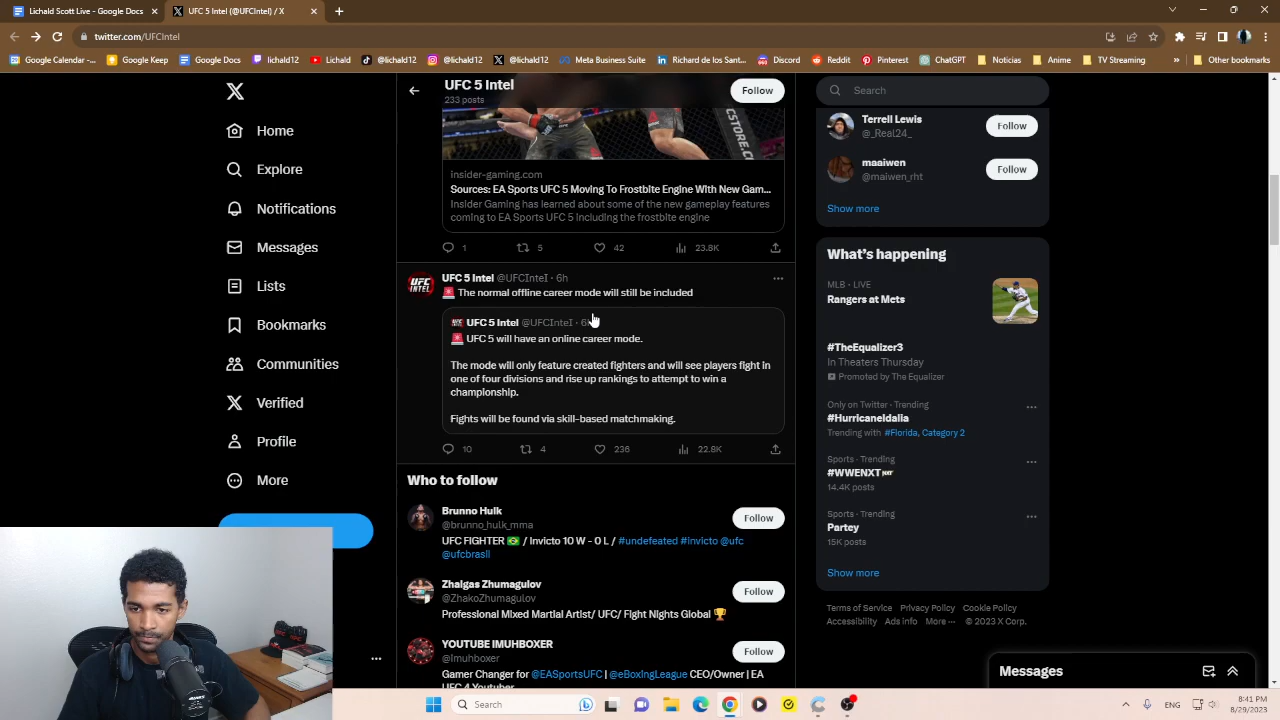 Lichald Scott Live - Google Docs
UFC 5 Intel (@UFCIntel) / X
twitter.com/UFCIntel
Google Calendar -...
Google Keep
Google Docs
lichald12
Lichald
@lichald12
@lichald12
@lichald12
Meta Business Suite
Richard de los Sant...
Discord
Reddit
Pinterest
ChatGPT
Noticias
Anime
TV Streaming
»
Other bookmarks
Home
Explore
Notifications
Messages
Lists
Bookmarks
Communities
Verified
Profile
More
UFC 5 Intel
233 posts
Follow
insider-gaming.com
Sources: EA Sports UFC 5 Moving To Frostbite Engine With New Gam...
Insider Gaming has learned about some of the new gameplay features
coming to EA Sports UFC 5 including the frostbite engine
1 5 42 23.8K
UFC 5 Intel @UFCInteI · 6h
🚨 The normal offline career mode will still be included
UFC 5 Intel @UFCInteI · 6
🚨 UFC 5 will have an online career mode.
The mode will only feature created fighters and will see players fight in
one of four divisions and rise up rankings to attempt to win a
championship.
Fights will be found via skill-based matchmaking.
10 4 236 22.8K
Who to follow
Brunno Hulk
@brunno_hulk_mma
Follow
UFC FIGHTER 🇧🇷 / Invicto 10 W - 0 L / #undefeated #invicto @ufc
@ufcbrasil
Zhalgas Zhumagulov
@ZhakoZhumagulov
Follow
Professional Mixed Martial Artist/ UFC/ Fight Nights Global 🏆
YOUTUBE IMUHBOXER
@Imuhboxer
Follow
Gamer Changer for @EASportsUFC | @eBoxingLeague CEO/Owner | EA
UFC 4 Youtuber
Search
Terrell Lewis
@_Real24_
Follow
maaiwen
@maiwen_rht
Follow
Show more
What's happening
MLB · LIVE
Rangers at Mets
#TheEqualizer3
In Theaters Thursday
Promoted by The Equalizer
Only on Twitter · Trending
#HurricaneIdalia
Trending with #Florida, Category 2
Sports · Trending
#WWENXT
14.4K posts
Sports · Trending
Partey
15K posts
Show more
Terms of Service Privacy Policy Cookie Policy
Accessibility Ads info More ··· © 2023 X Corp.
Messages
Search
ENG
8:41 PM
8/29/2023